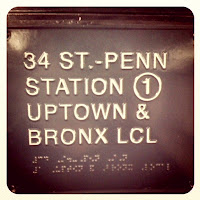 34 ST.-PENN
STATION 1
UPTOWN &
BRONX LCL